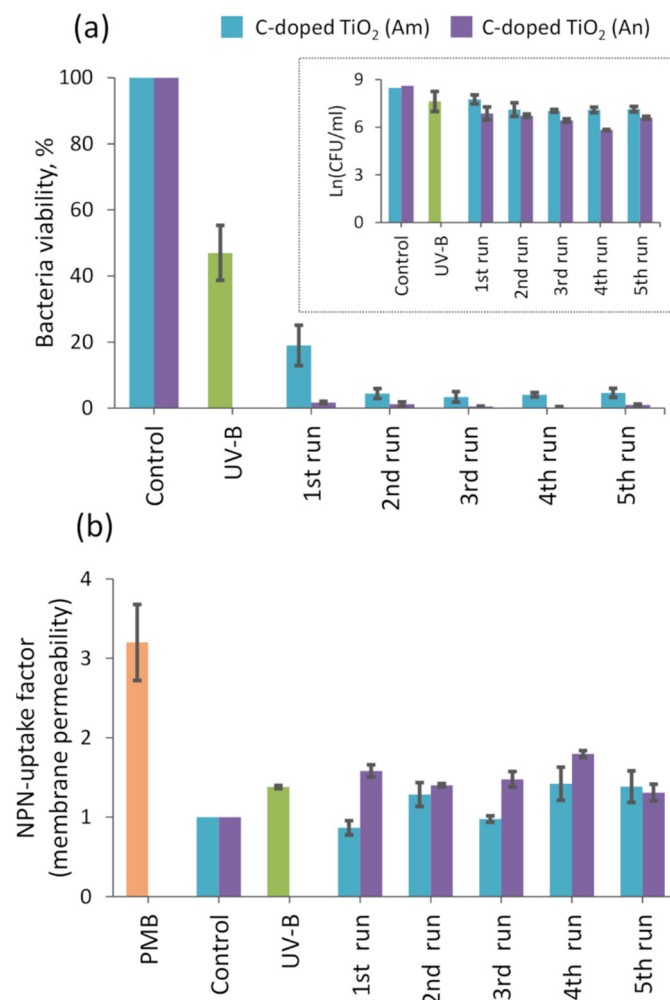 (a)
C-doped TiO₂ (Am)
C-doped TiO₂ (An)
Bacteria viability, %
100
80
60
40
20
0
Control
UV-B
1st run
2nd run
3rd run
4th run
5th run
Ln(CFU/ml)
9
6
3
0
Control
UV-B
1st run
2nd run
3rd run
4th run
5th run
(b)
NPN-uptake factor
(membrane permeability)
4
3
2
1
0
PMB
Control
UV-B
1st run
2nd run
3rd run
4th run
5th run